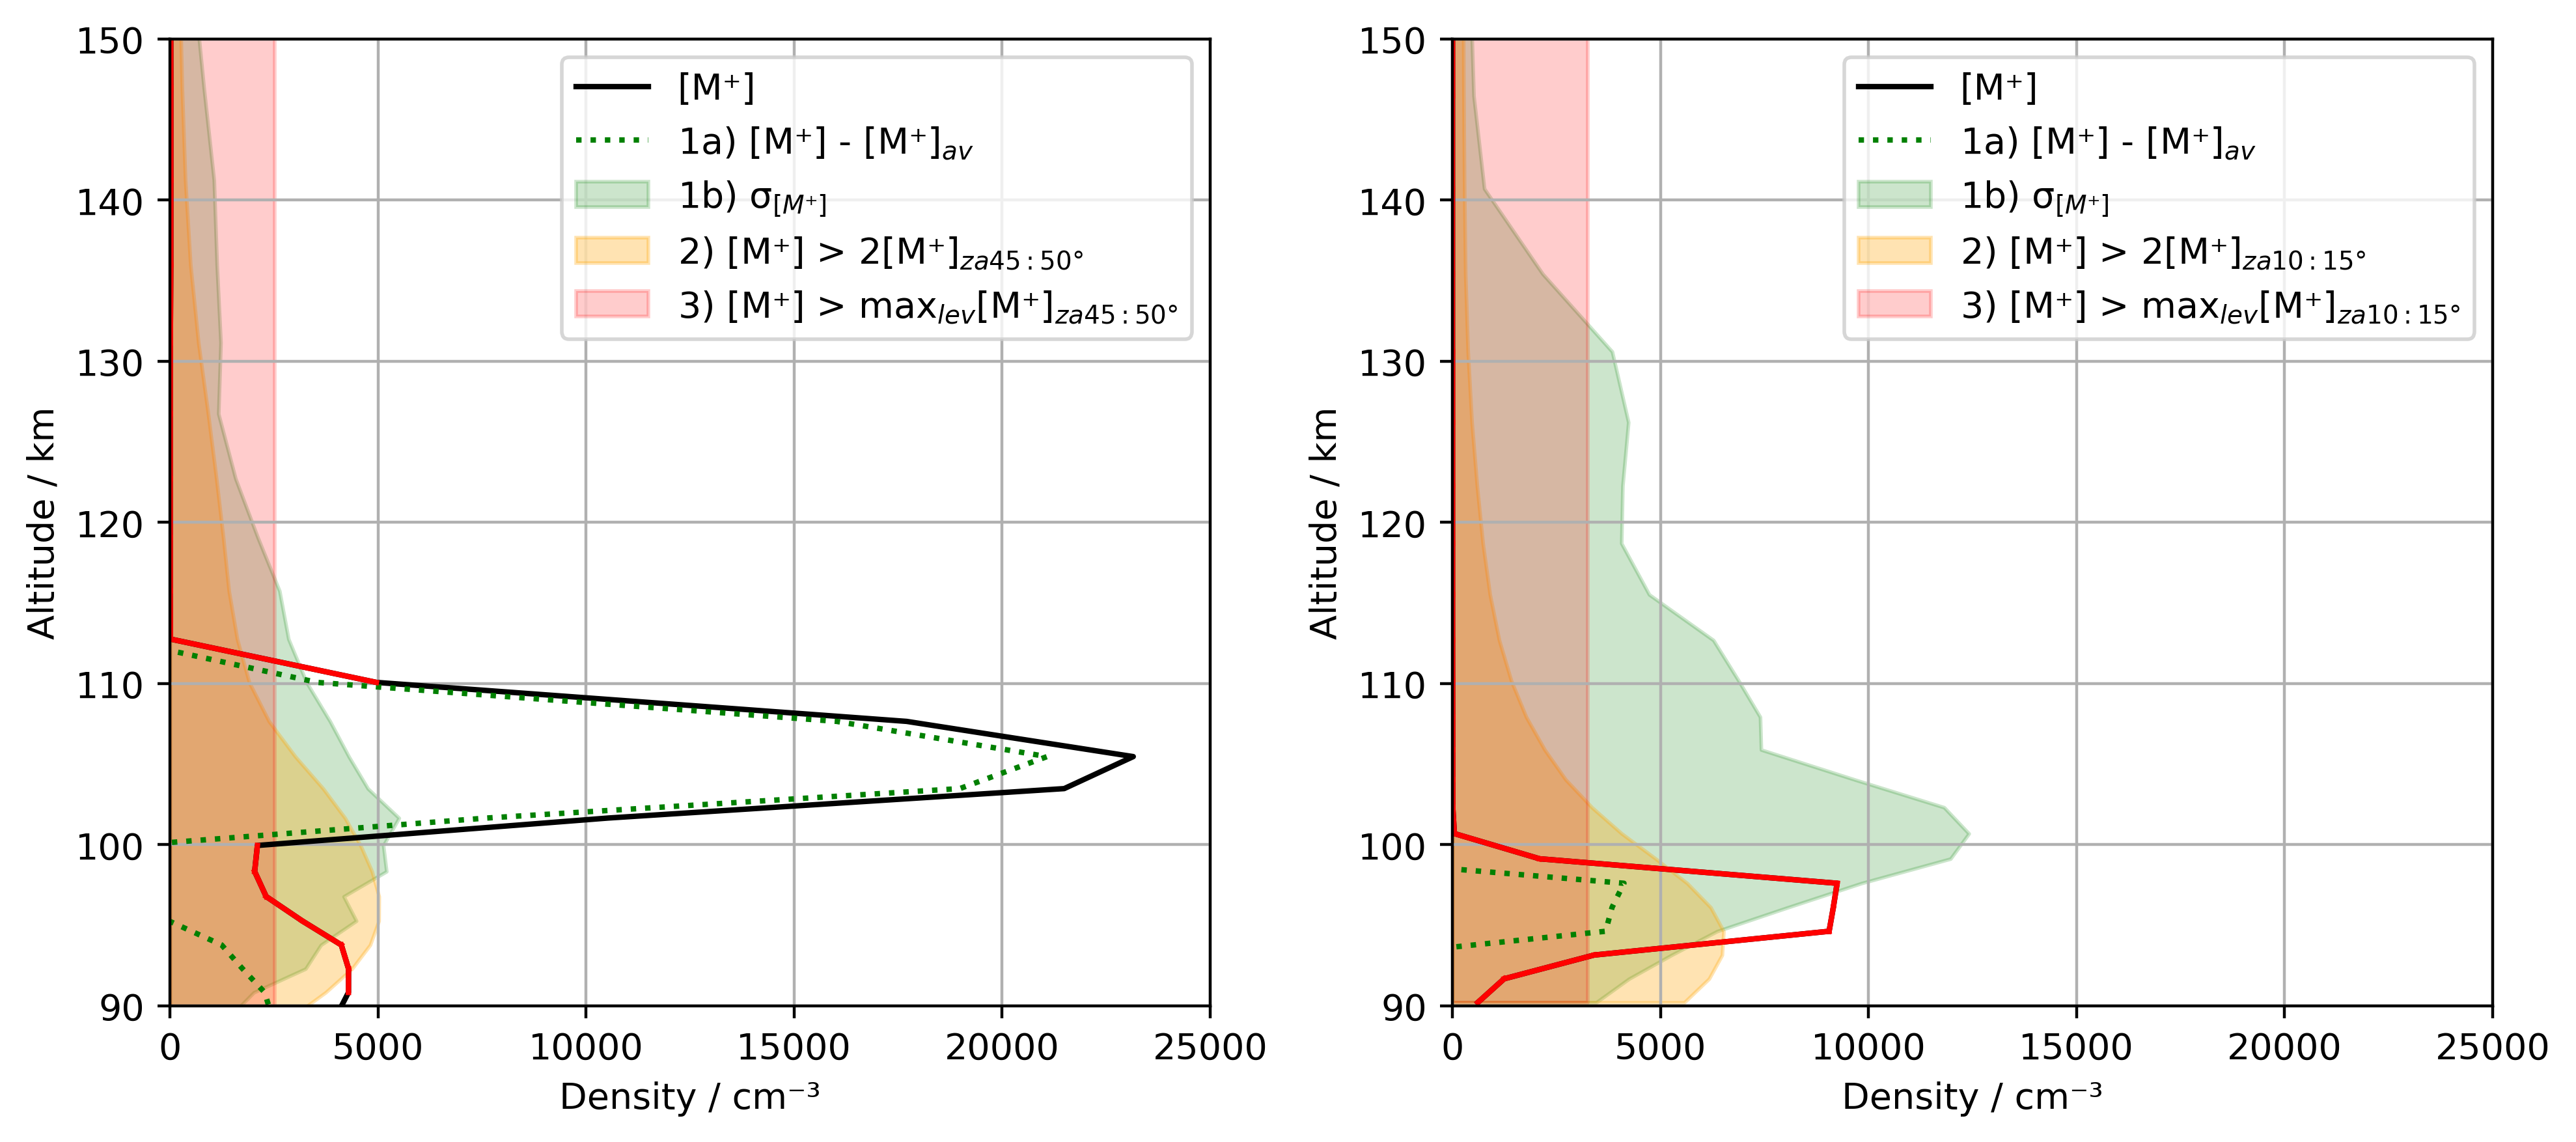 150
140
130
120
110
100
90
Altitude / km
0 5000 10000 15000 20000 25000
Density / cm⁻³
[M⁺]
1a) [M⁺] - [M⁺]av
1b) σ[M⁺]
2) [M⁺] > 2[M⁺]za45:50°
3) [M⁺] > maxlev[M⁺]za45:50°
150
140
130
120
110
100
90
Altitude / km
0 5000 10000 15000 20000 25000
Density / cm⁻³
[M⁺]
1a) [M⁺] - [M⁺]av
1b) σ[M⁺]
2) [M⁺] > 2[M⁺]za10:15°
3) [M⁺] > maxlev[M⁺]za10:15°